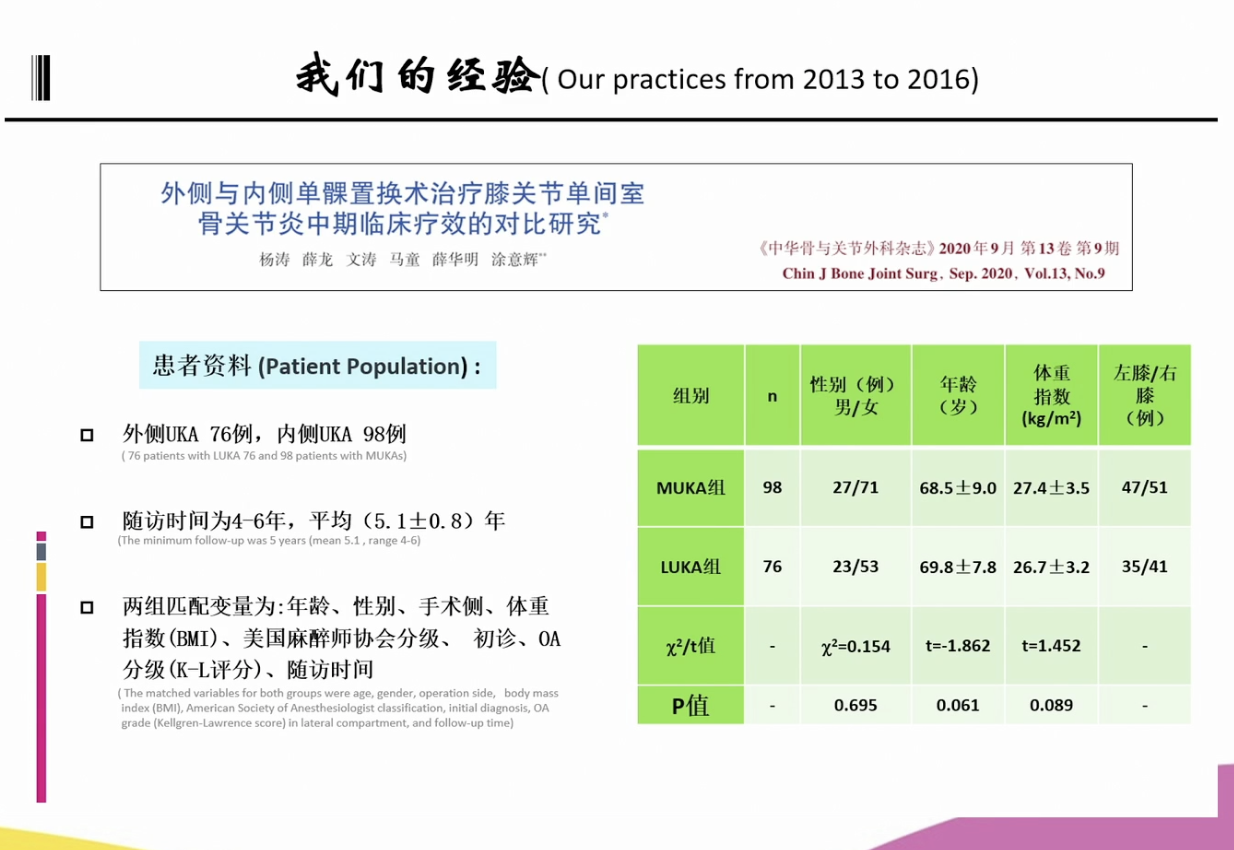 我们的经验( Our practices from 2013 to 2016)
外侧与内侧单髁置换术治疗膝关节单间室
骨关节炎中期临床疗效的对比研究*
杨涛 薛龙 文涛 马童 薛华明 涂意辉**
《中华骨与关节外科杂志》2020年9月 第13卷 第9期
Chin J Bone Joint Surg, Sep. 2020, Vol.13, No.9
患者资料 (Patient Population) :
外侧UKA 76例，内侧UKA 98例
( 76 patients with LUKA 76 and 98 patients with MUKAs)
随访时间为4-6年，平均（5.1±0.8）年
(The minimum follow-up was 5 years (mean 5.1 , range 4-6)
两组匹配变量为:年龄、性别、手术侧、体重
指数(BMI)、美国麻醉师协会分级、 初诊、OA
分级(K-L评分)、随访时间
( The matched variables for both groups were age, gender, operation side, body mass
index (BMI), American Society of Anesthesiologist classification, initial diagnosis, OA
grade (Kellgren-Lawrence score) in lateral compartment, and follow-up time)
组别 n 性别（例）男/女 年龄（岁） 体重指数(kg/m²) 左膝/右膝（例）
MUKA组 98 27/71 68.5±9.0 27.4±3.5 47/51
LUKA组 76 23/53 69.8±7.8 26.7±3.2 35/41
χ²/t值 - χ²=0.154 t=-1.862 t=1.452 -
P值 - 0.695 0.061 0.089 -